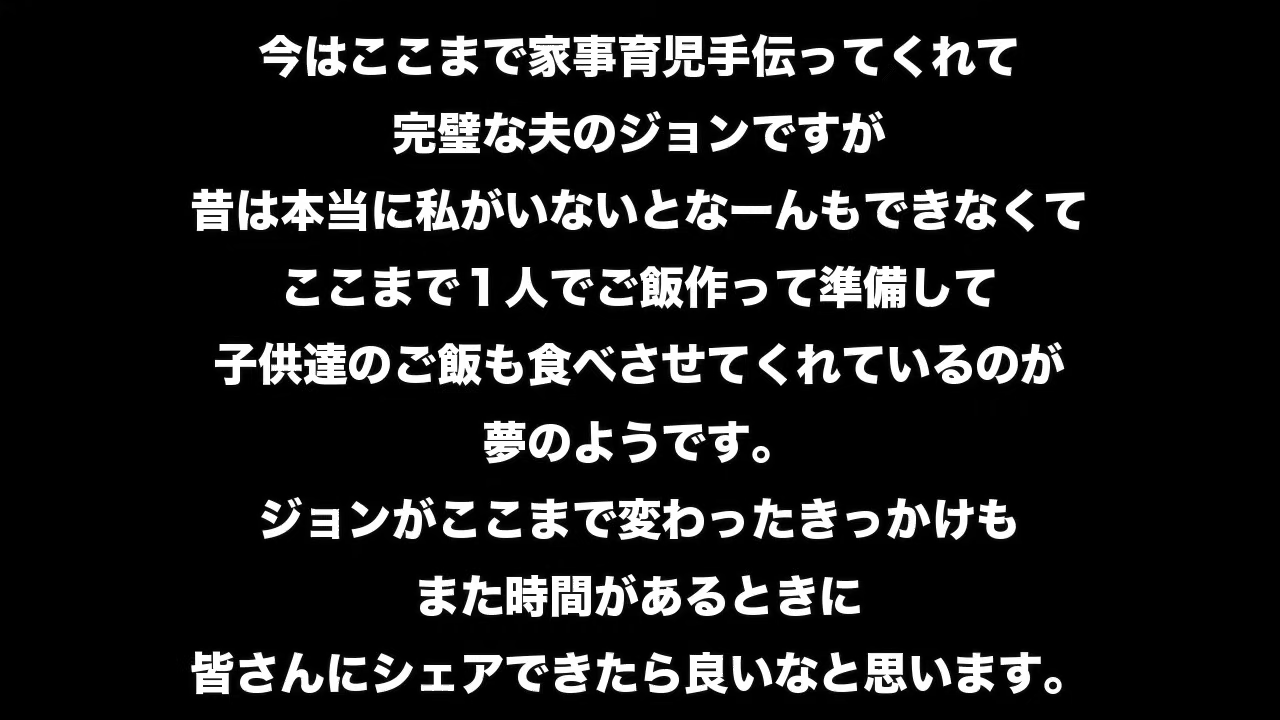 今はここまで家事育児手伝ってくれて
完璧な夫のジョンですが
昔は本当に私がいないとなーんもできなくて
ここまで１人でご飯作って準備して
子供達のご飯も食べさせてくれているのが
夢のようです。
ジョンがここまで変わったきっかけも
また時間があるときに
皆さんにシェアできたら良いなと思います。